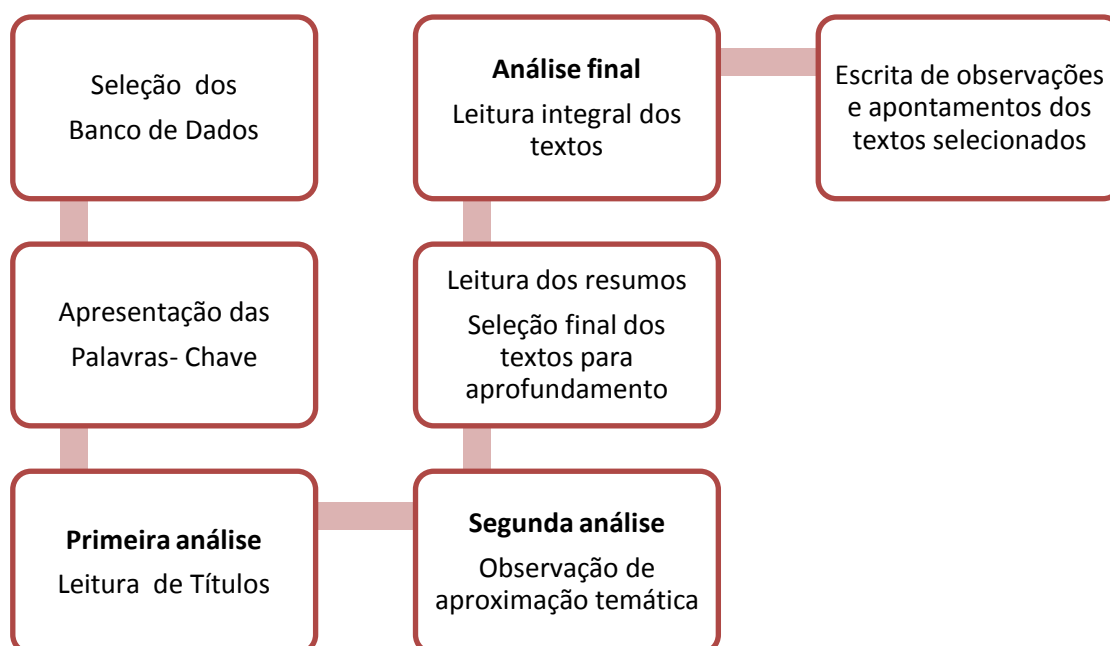 Seleção dos
Banco de Dados
Apresentação das
Palavras- Chave
Primeira análise
Leitura de Títulos
Segunda análise
Observação de
aproximação temática
Leitura dos resumos
Seleção final dos
textos para
aprofundamento
Análise final
Leitura integral dos
textos
Escrita de observações
e apontamentos dos
textos selecionados